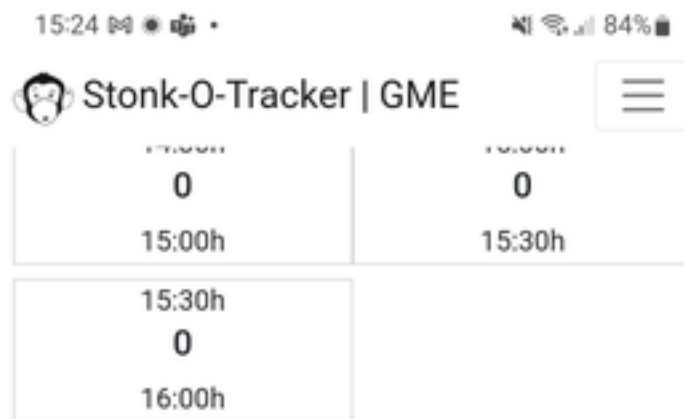 15:24 84%
Stonk-O-Tracker | GME
0 0
15:00h 15:30h
15:30h
0
16:00h